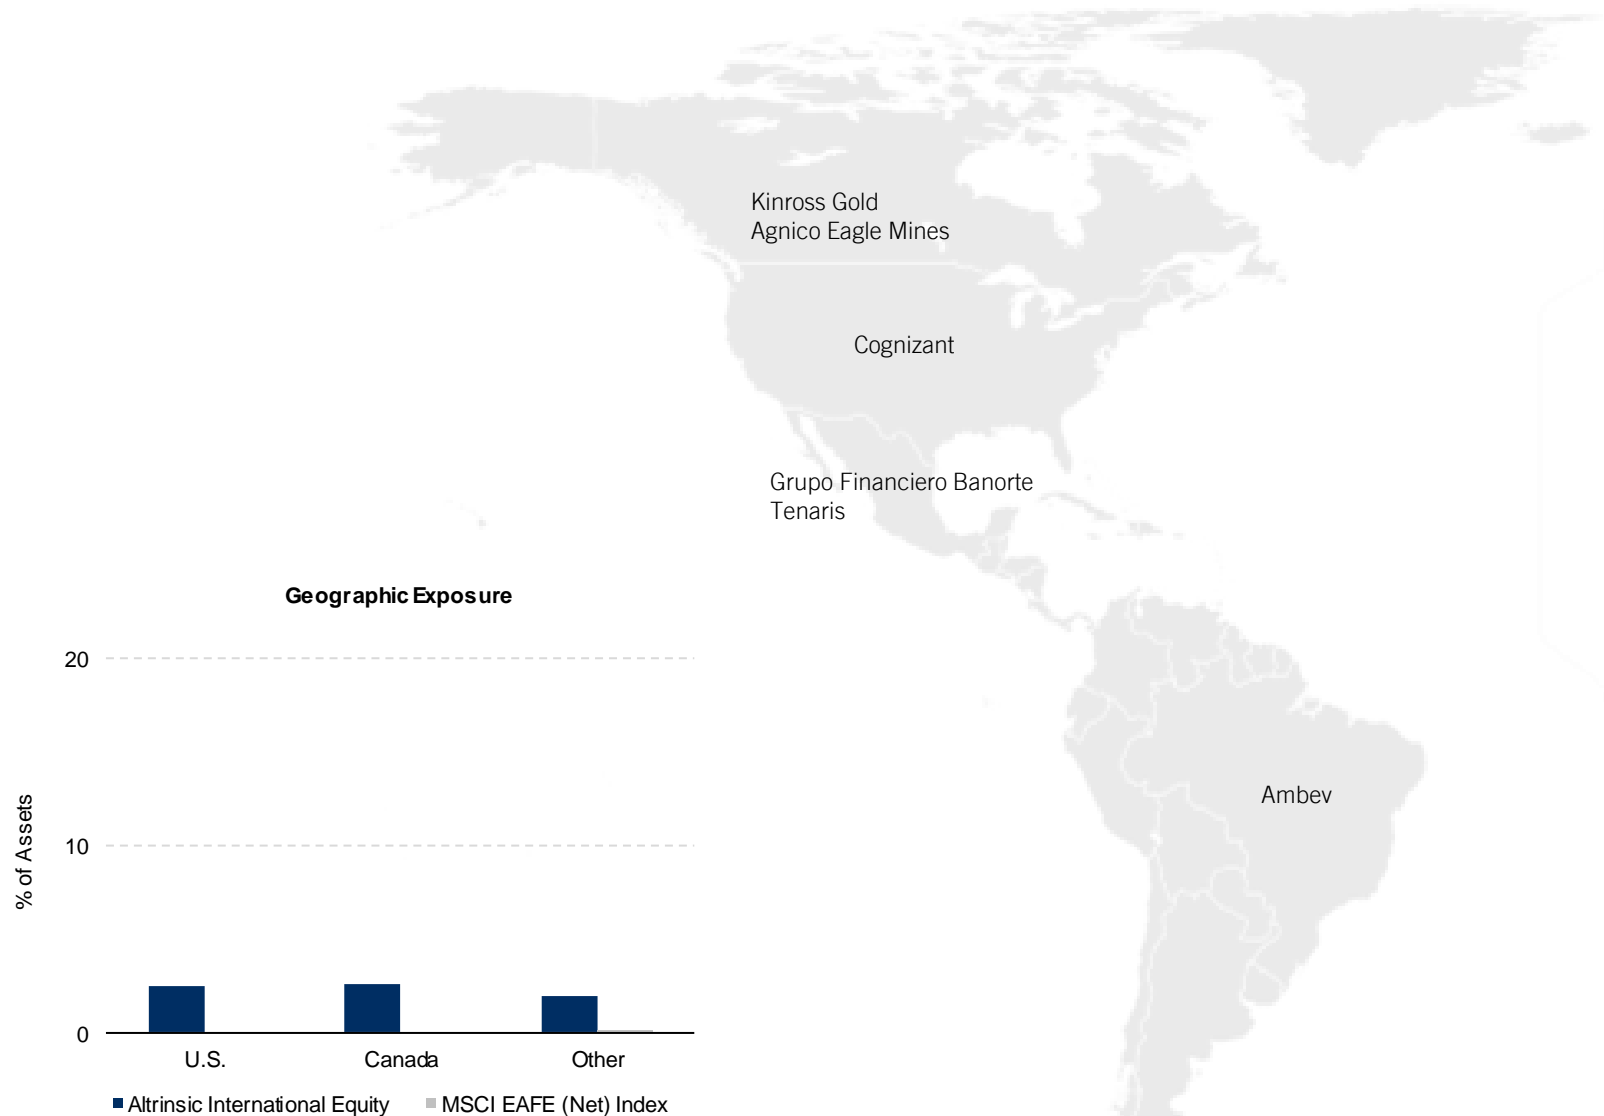 Kinross Gold
Agnico Eagle Mines
Cognizant
Grupo Financiero Banorte
Tenaris
Geographic Exposure
20
10
0
% of Assets
U.S.
Canada
Other
Altrinsic International Equity
MSCI EAFE (Net) Index
Ambev